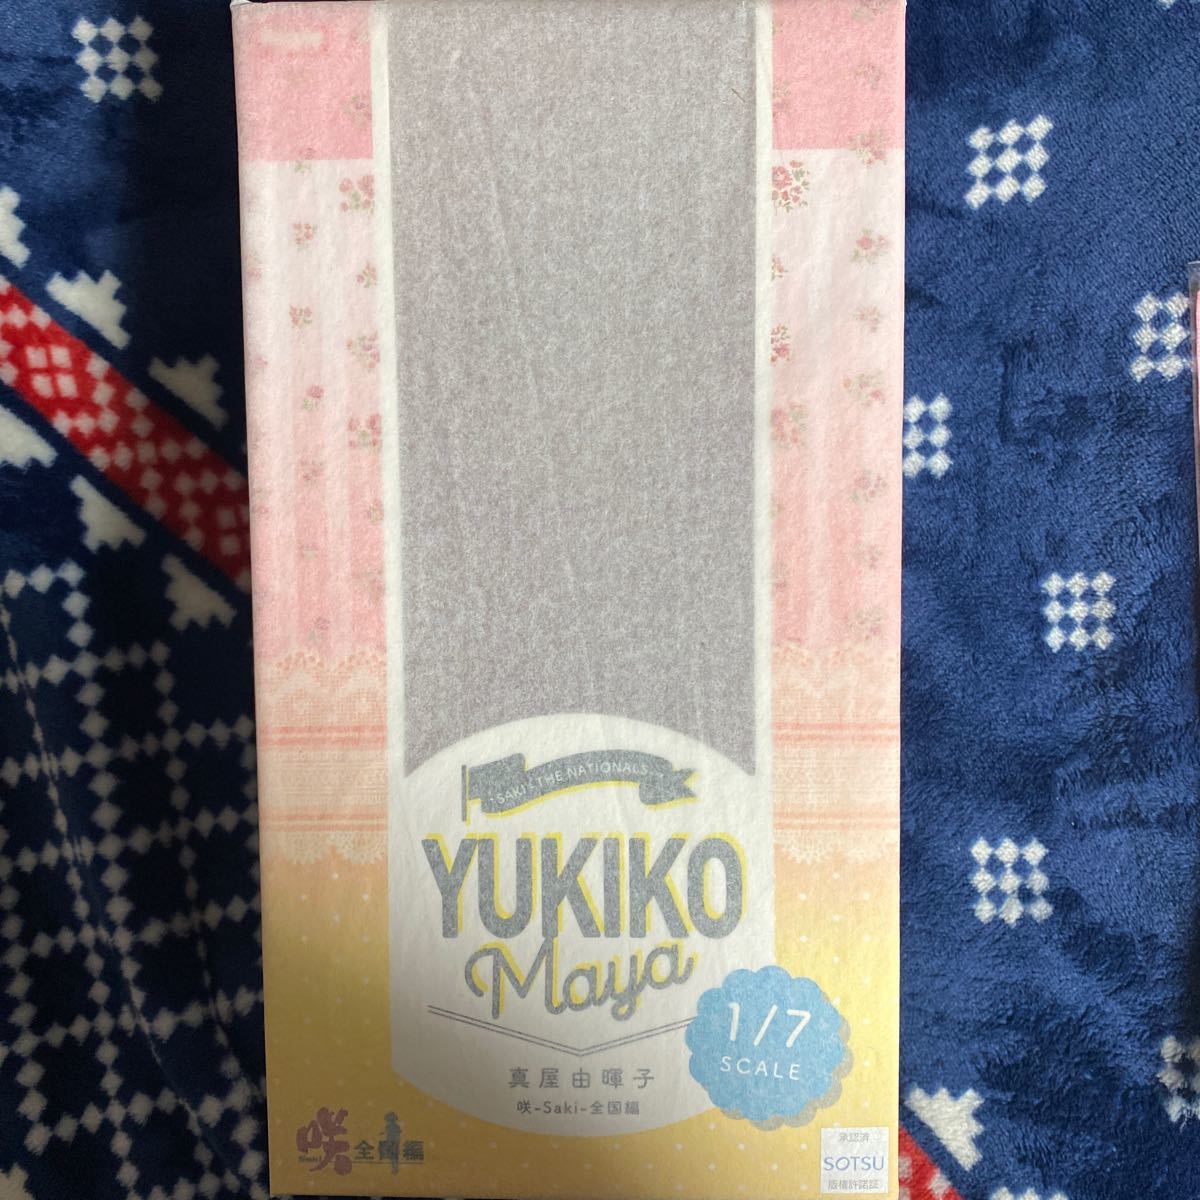 SAKI : THE NATIONALS
YUKIKO
Maya
1/7
SCALE
真屋由暉子
咲-Saki-全国編
咲 全国編
Saki
承認済
SOTSU
版権許諾証